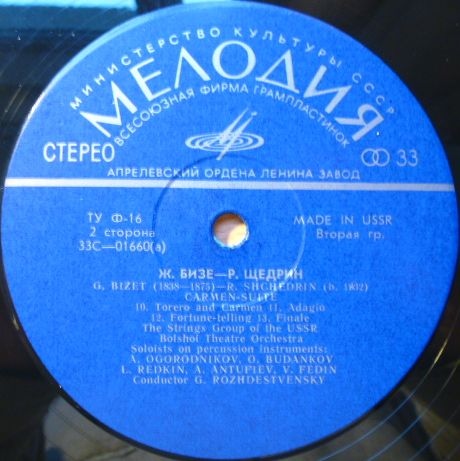 МИНИСТЕРСТВО КУЛЬТУРЫ СССР
МЕЛОДИЯ
ВСЕСОЮЗНАЯ ФИРМА ГРАМПЛАСТИНОК
СТЕРЕО
33
АПРЕЛЕВСКИЙ ОРДЕНА ЛЕНИНА ЗАВОД
ТУ Ф-16
2 сторона
33С—01660(а)
MADE IN USSR
Вторая гр.
Ж. БИЗЕ—Р. ЩЕДРИН
G. BIZET (1838—1875)—R. SHCHEDRIN (b. 1932)
CARMEN-SUITE
10. Torero and Carmen 11. Adagio
12. Fortune-telling 13. Finale
The Strings Group of the USSR
Bolshoi Theatre Orchestra
Soloists on percussion instruments:
A. OGORODNIKOV, O. BUDANKOV
L. REDKIN, A. ANTUFIEV, V. FEDIN
Conductor G. ROZHDESTVENSKY